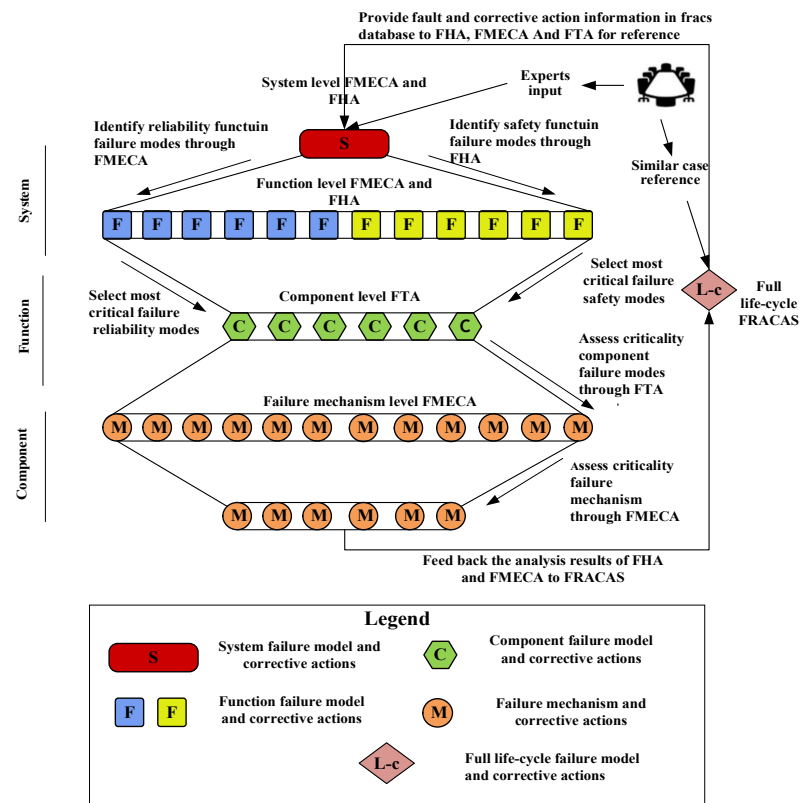 Provide fault and corrective action information in fracs
database to FHA, FMECA And FTA for reference
System level FMECA and
FHA
Experts
input
Identify reliability functuin
failure modes through
FMECA
Identify safety functuin
failure modes through
FHA
S
Similar case
reference
System
Function level FMECA and
FHA
F F F F F F F F F F F F
Select most
critical failure
reliability modes
Component level FTA
Select most
critical failure
safety modes
L-c
Full
life-cycle
FRACAS
Function
C C C C C C
Assess criticality
component
failure modes
through FTA
Failure mechanism level FMECA
M M M M M M M M M M M M
Component
Assess criticality
failure
mechanism
through FMECA
M M M M M M
Feed back the analysis results of FHA
and FMECA to FRACAS
Legend
S
System failure model and
corrective actions
C
Component failure model
and corrective actions
F F
Function failure model
and corrective actions
M
Failure mechanism and
corrective actions
L-c
Full life-cycle failure model
and corrective actions